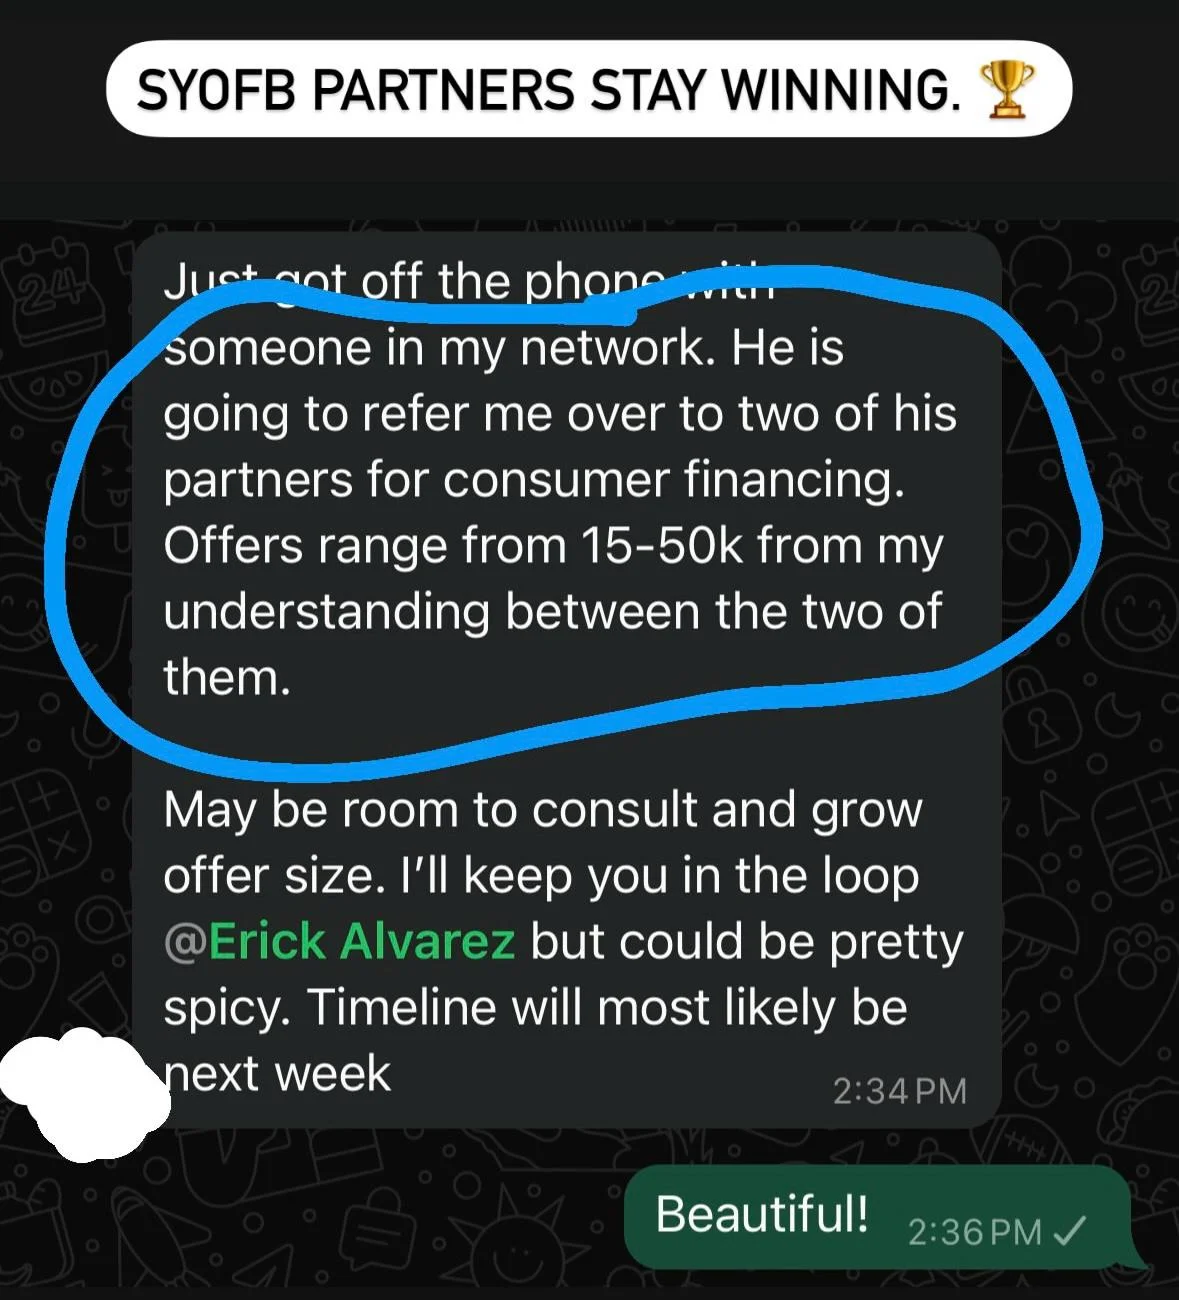 SYOFB PARTNERS STAY WINNING. 🏆
Just got off the phone with
someone in my network. He is
going to refer me over to two of his
partners for consumer financing.
Offers range from 15-50k from my
understanding between the two of
them.
May be room to consult and grow
offer size. I’ll keep you in the loop
@Erick Alvarez but could be pretty
spicy. Timeline will most likely be
next week
2:34 PM
Beautiful! 2:36 PM ✓